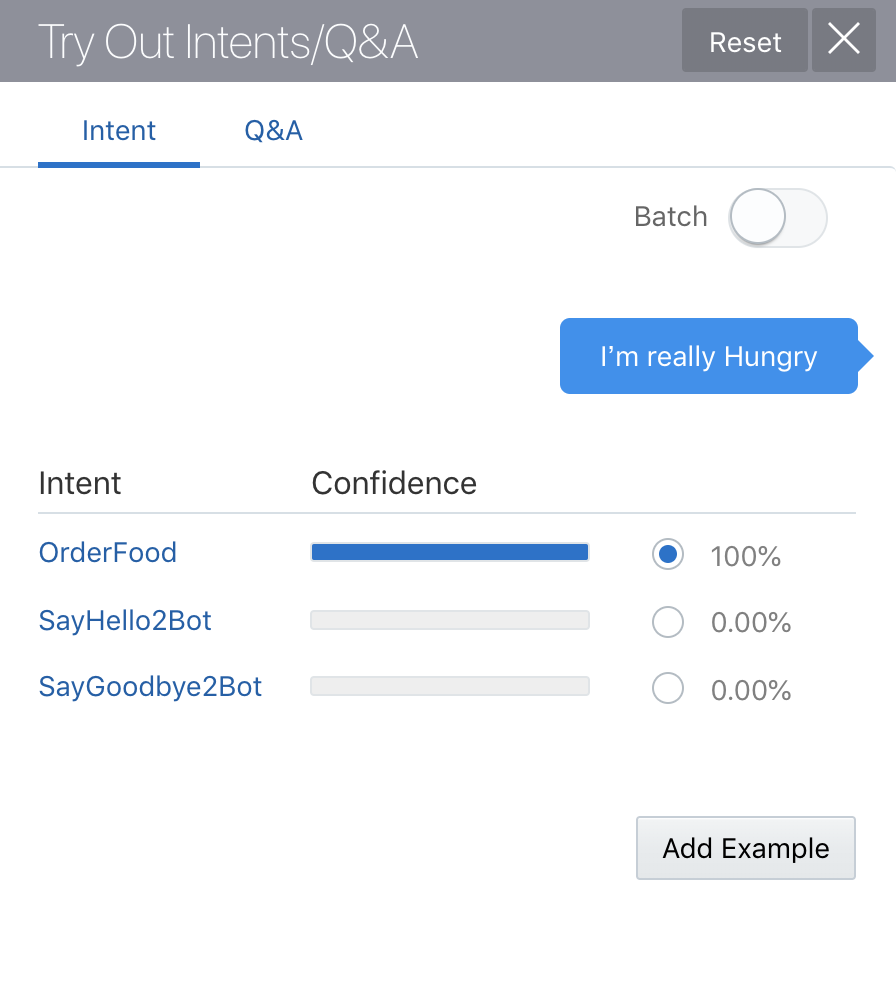 Try Out Intents/Q&A
Reset
Intent
Q&A
Batch
I’m really Hungry
Intent Confidence
OrderFood 100%
SayHello2Bot 0.00%
SayGoodbye2Bot 0.00%
Add Example